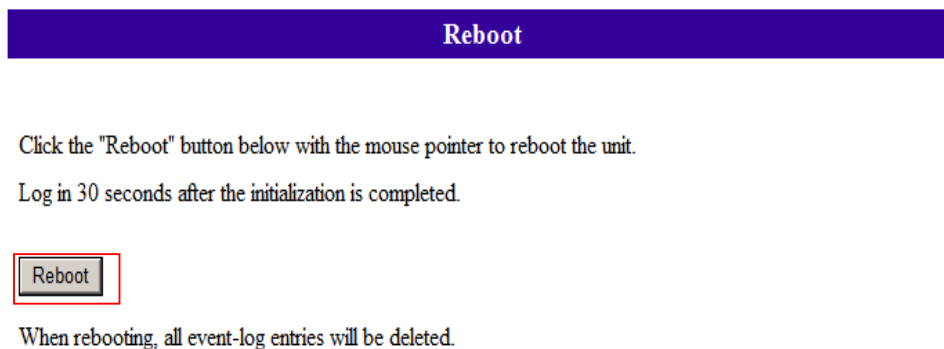 Reboot
Click the "Reboot" button below with the mouse pointer to reboot the unit.
Log in 30 seconds after the initialization is completed.
Reboot
When rebooting, all event-log entries will be deleted.